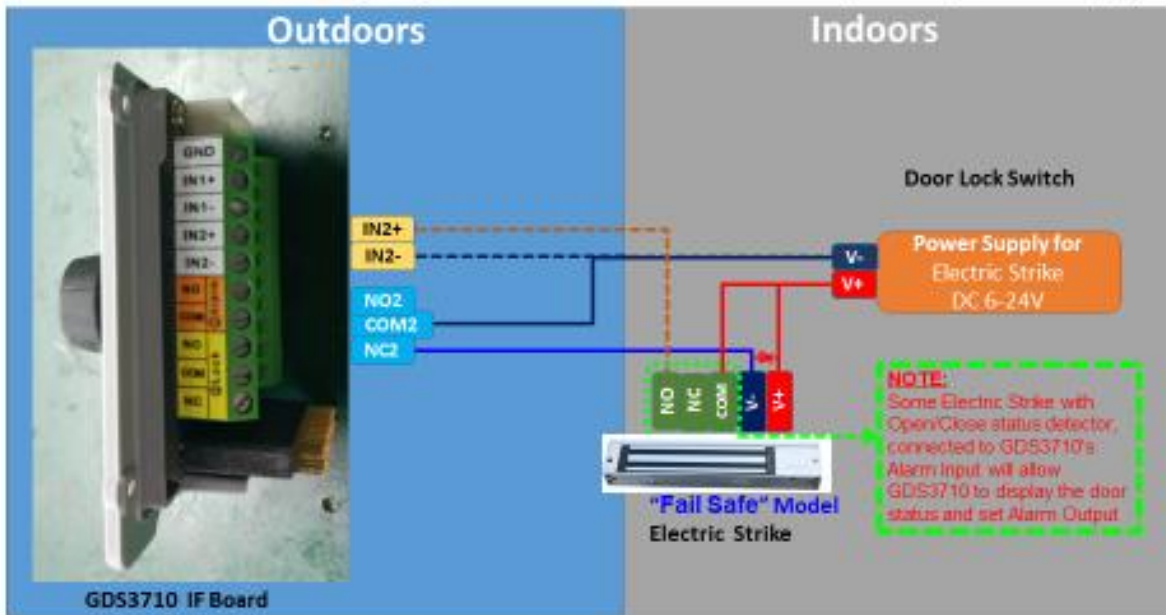 Outdoors
Indoors
GND
IN1+
IN1-
IN2+
IN2-
NO
COM
NO
COM
NC
IN2+
IN2-
NO2
COM2
NC2
Door Lock Switch
V-
V+
Power Supply for
Electric Strike
DC 6-24V
NO
NC
COM
V-
V+
NOTE:
Some Electric Strike with
Open/Close status detector,
connected to GDS3710's
Alarm Input will allow
GDS3710 to display the door
status and set Alarm Output
"Fail Safe" Model
Electric Strike
GDS3710 IF Board